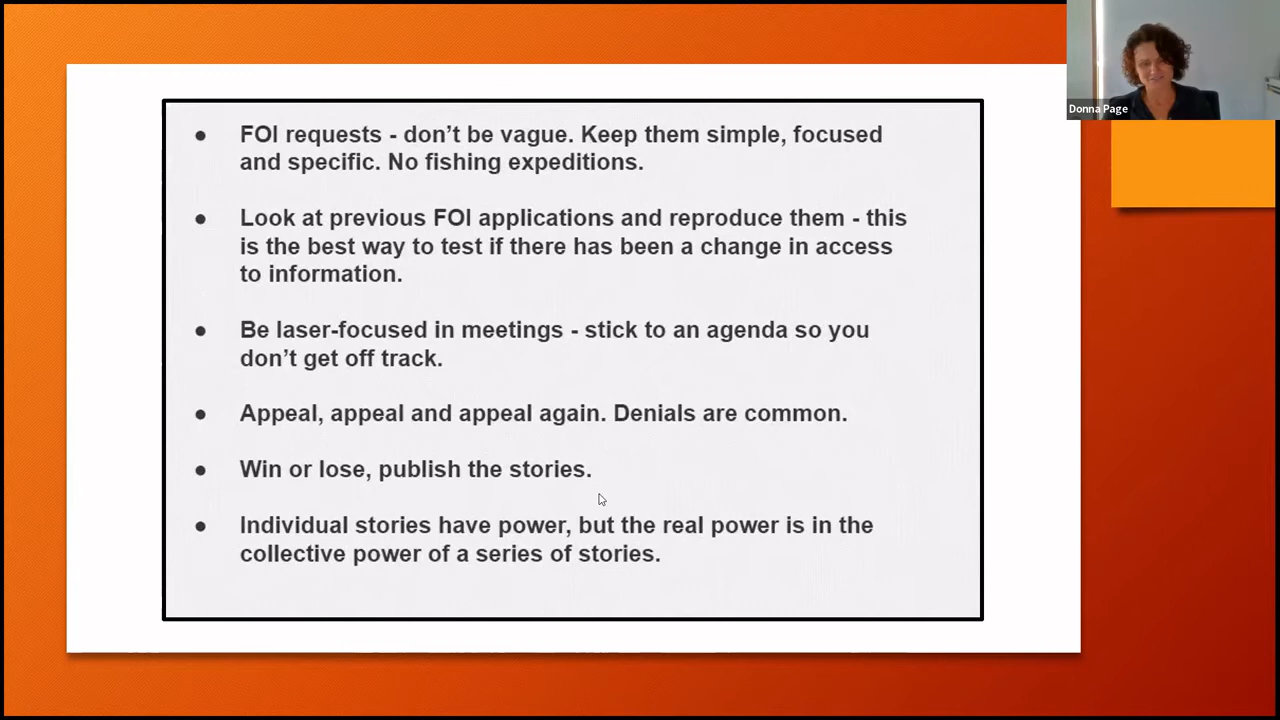 Donna Page
● FOI requests - don’t be vague. Keep them simple, focused
and specific. No fishing expeditions.
● Look at previous FOI applications and reproduce them - this
is the best way to test if there has been a change in access
to information.
● Be laser-focused in meetings - stick to an agenda so you
don’t get off track.
● Appeal, appeal and appeal again. Denials are common.
● Win or lose, publish the stories.
● Individual stories have power, but the real power is in the
collective power of a series of stories.